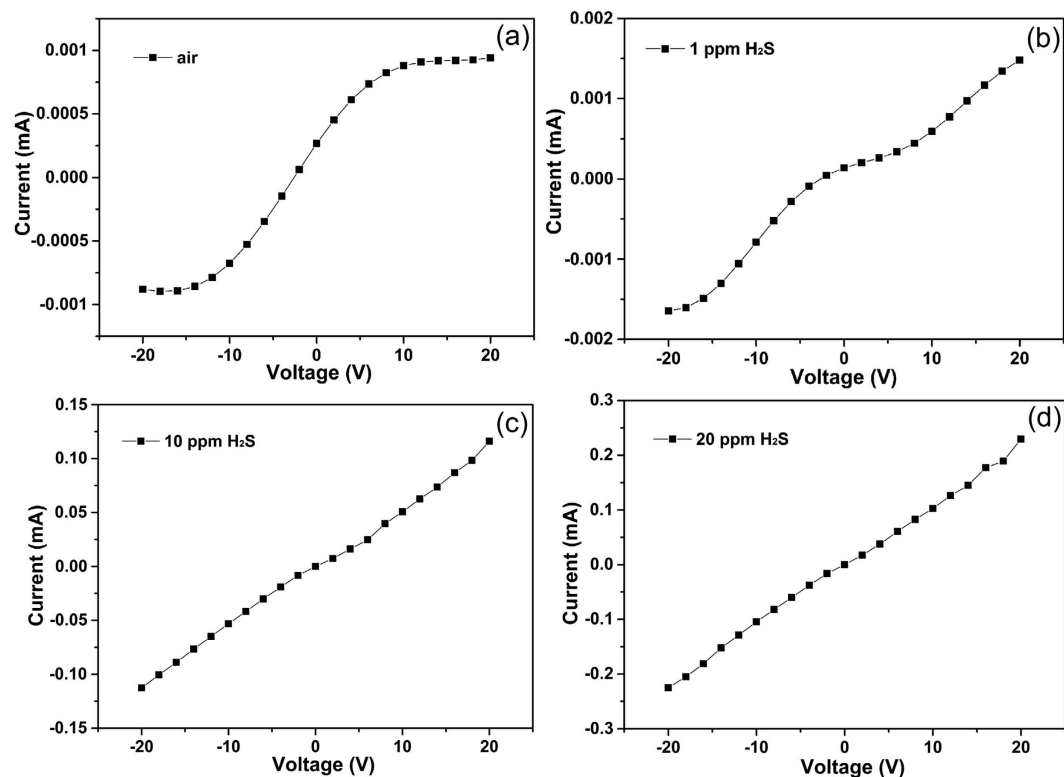 (a)
air
Current (mA)
0.001
0.0005
0.000
-0.0005
-0.001
-20 -10 0 10 20
Voltage (V)
(b)
1 ppm H₂S
Current (mA)
0.002
0.001
0.000
-0.001
-0.002
-20 -10 0 10 20
Voltage (V)
(c)
10 ppm H₂S
Current (mA)
0.15
0.10
0.05
0.00
-0.05
-0.10
-0.15
-20 -10 0 10 20
Voltage (V)
(d)
20 ppm H₂S
Current (mA)
0.3
0.2
0.1
0.0
-0.1
-0.2
-0.3
-20 -10 0 10 20
Voltage (V)